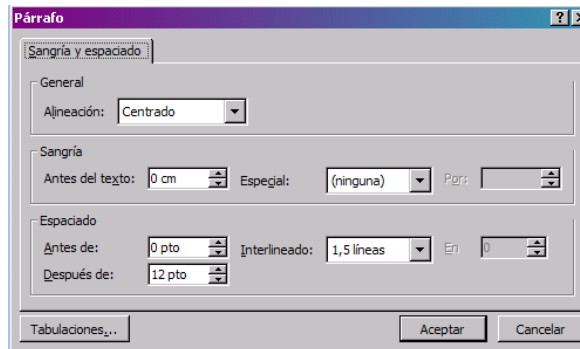 Párrafo
Sangría y espaciado
General
Alineación: Centrado
Sangría
Antes del texto: 0 cm Especial: (ninguna) Por:
Espaciado
Antes de: 0 pto Interlineado: 1,5 líneas En 0
Después de: 12 pto
Tabulaciones... Aceptar Cancelar